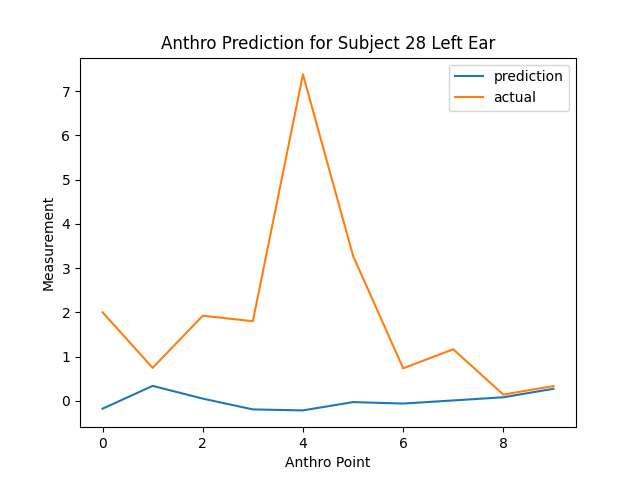 Anthro Prediction for Subject 28 Left Ear
prediction
actual
Measurement
7
6
5
4
3
2
1
0
0 2 4 6 8
Anthro Point